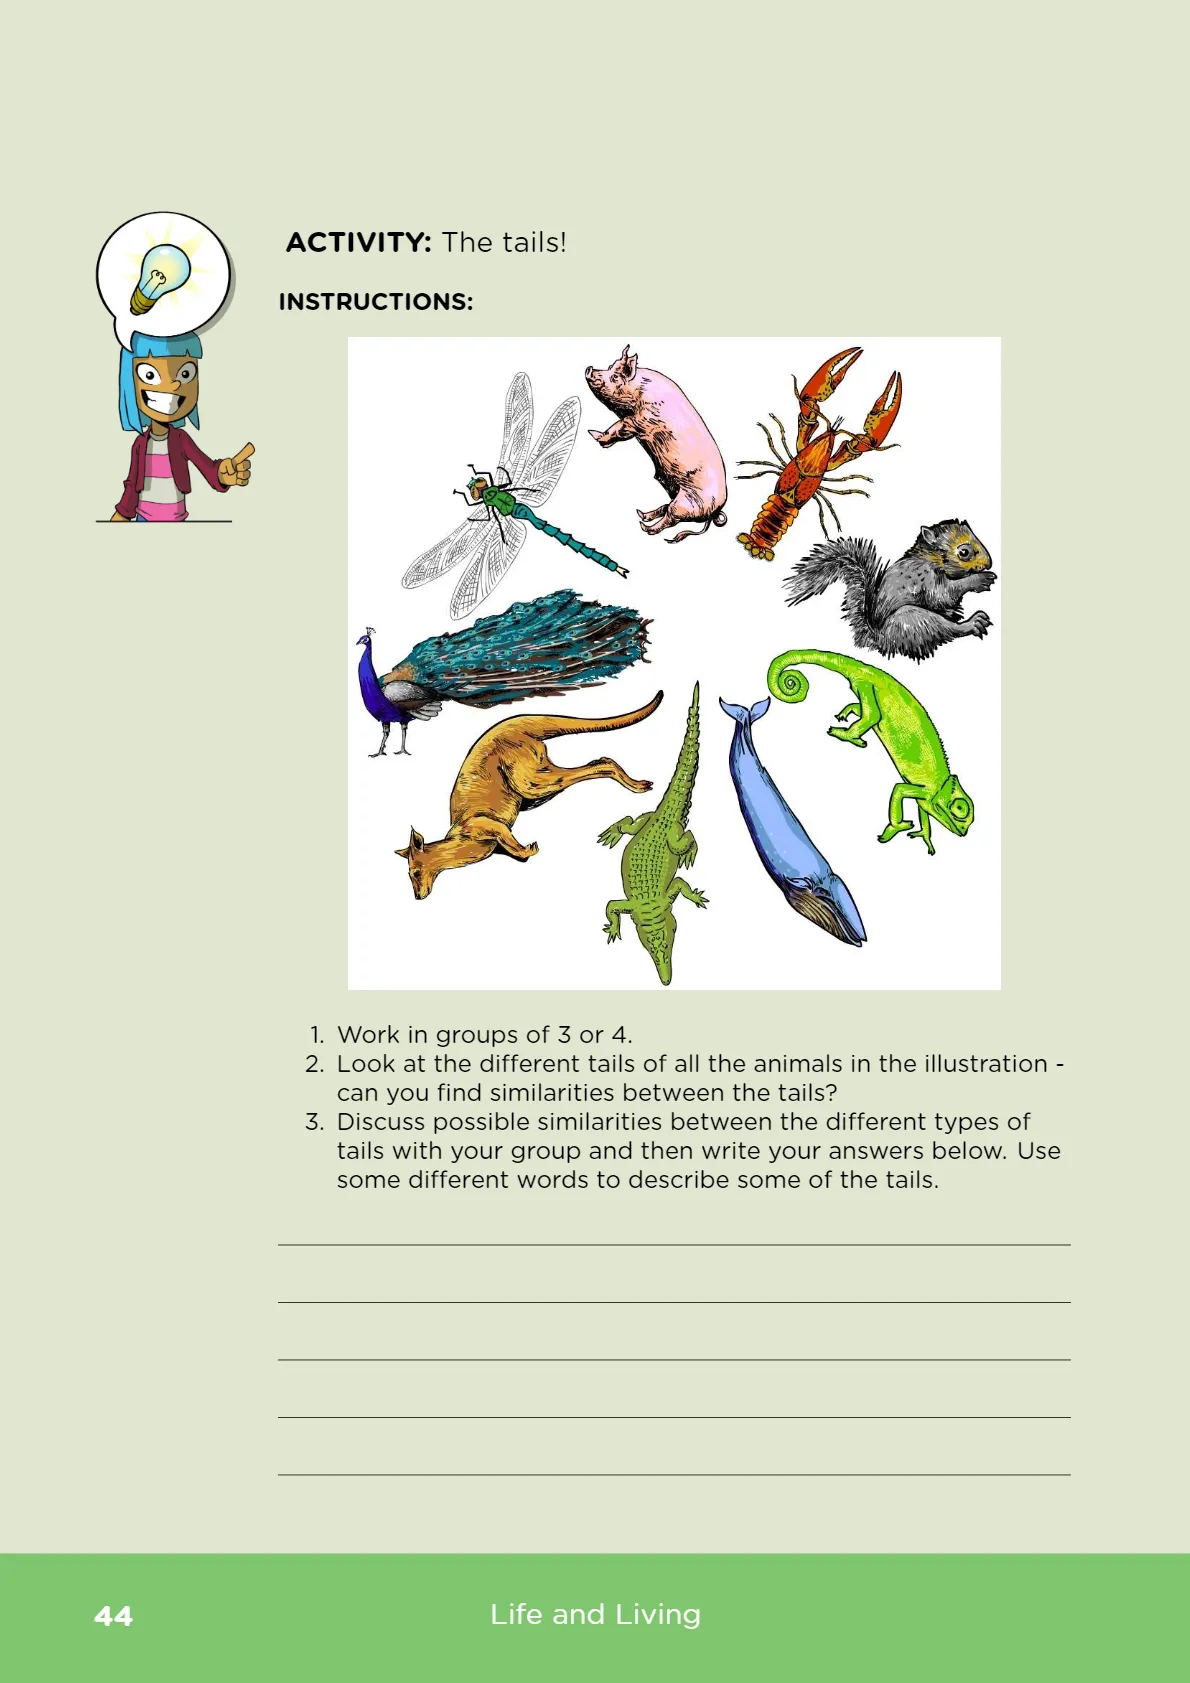 ACTIVITY: The tails!
INSTRUCTIONS:
1. Work in groups of 3 or 4.
2. Look at the different tails of all the animals in the illustration -
can you find similarities between the tails?
3. Discuss possible similarities between the different types of
tails with your group and then write your answers below. Use
some different words to describe some of the tails.
44
Life and Living